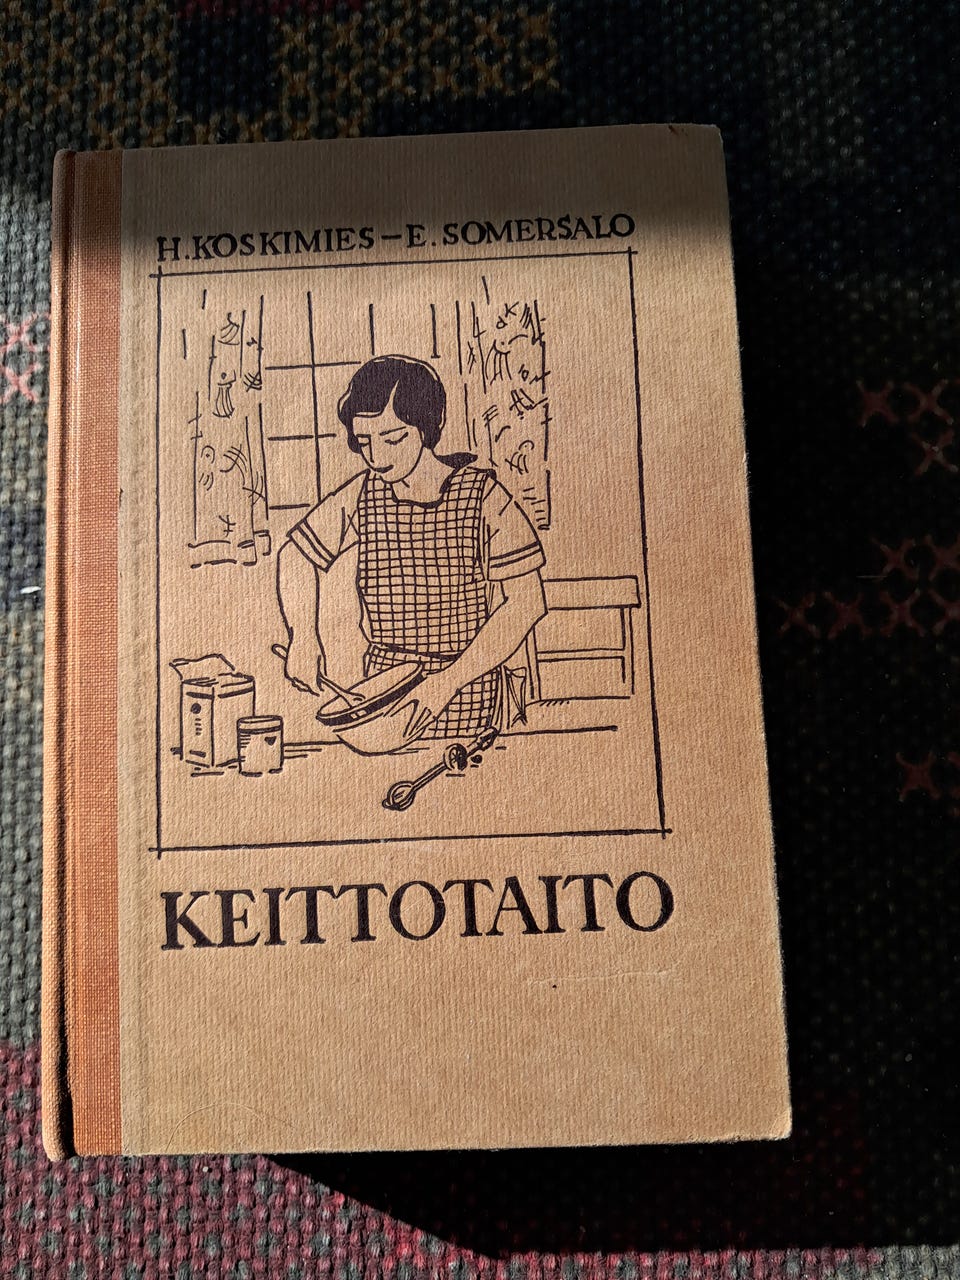 H. KOSKIMIES – E. SOMERSALO
KEITTOTAITO